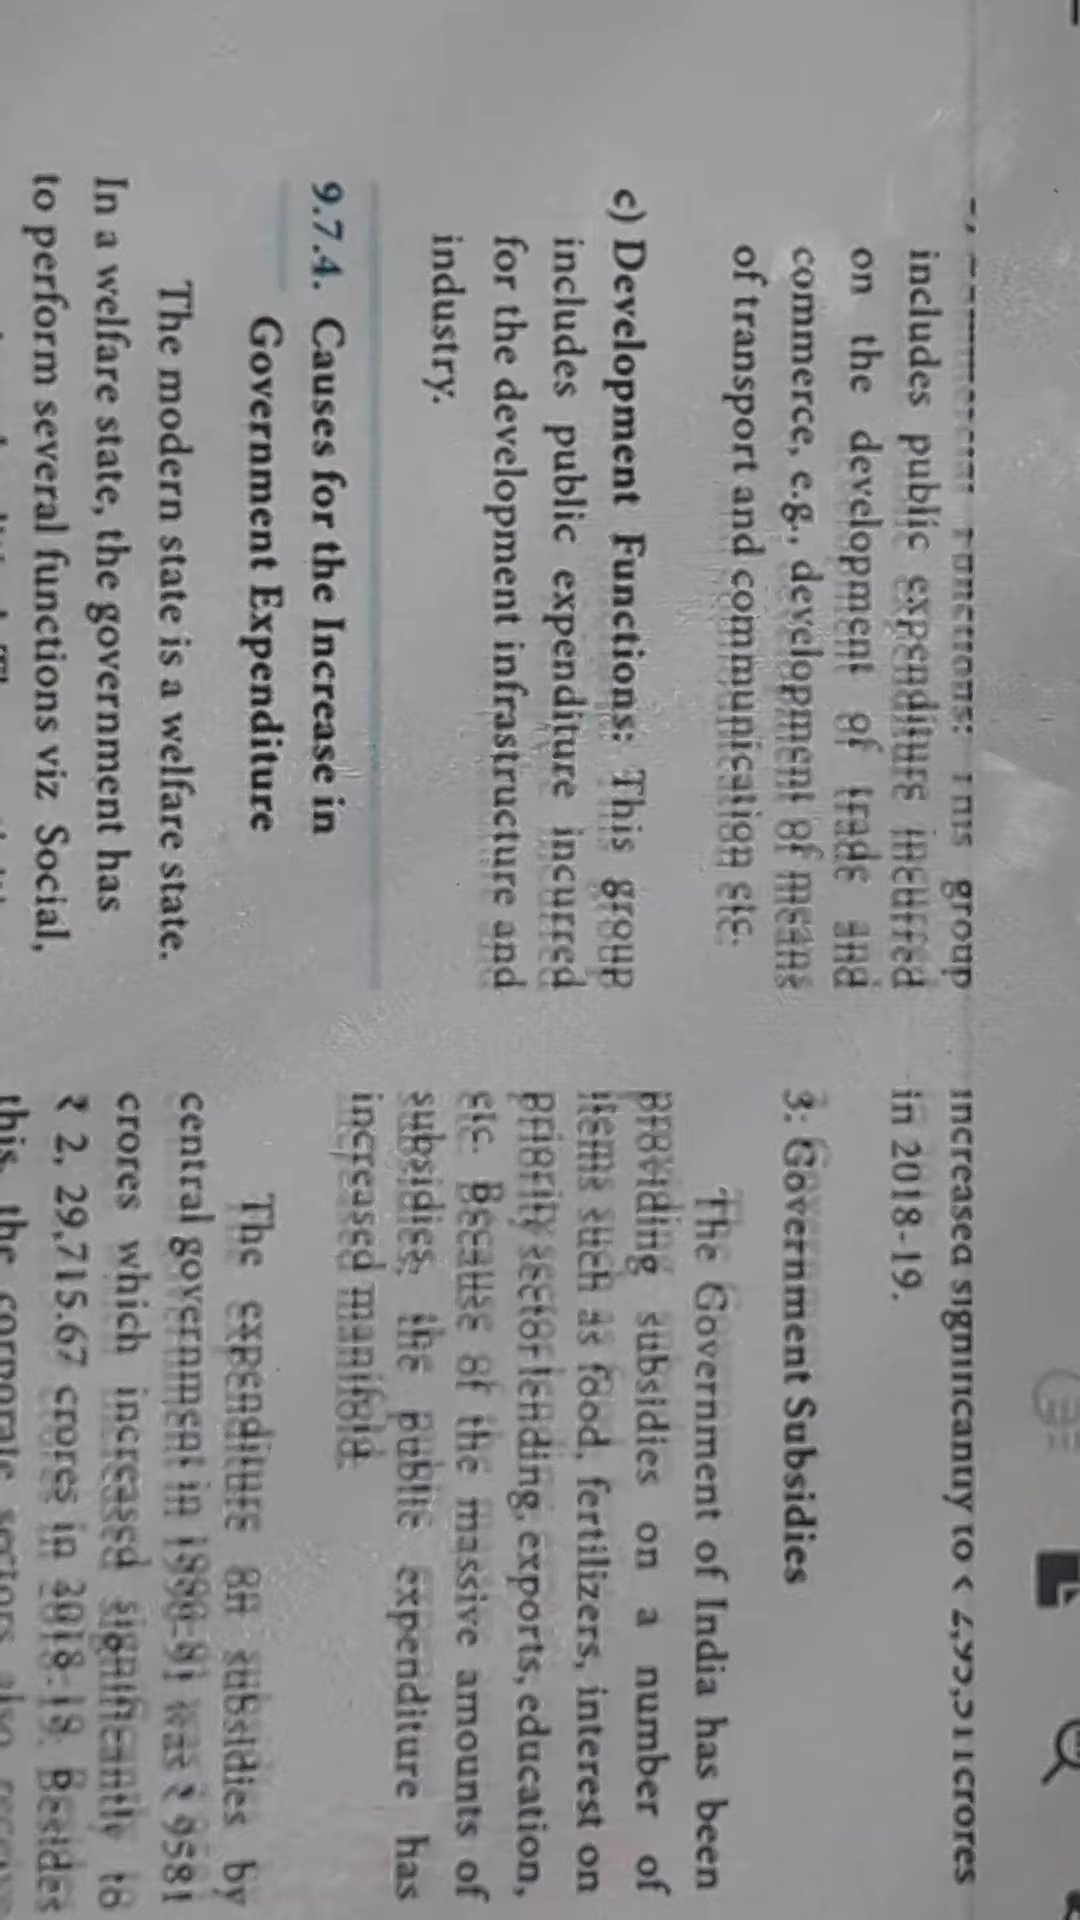 group
includes public expenditure incurred
on the development of trade and
commerce, e.g., development of means
of transport and communication etc.
c) Development Functions: This group
includes public expenditure incurred
for the development infrastructure and
industry.
9.7.4. Causes for the Increase in
Government Expenditure
The modern state is a welfare state.
In a welfare state, the government has
to perform several functions viz Social,
increased significantly to crores
in 2018-19.
3. Government Subsidies
The Government of India has been
providing subsidies on a number of
items such as food, fertilizers, interest on
priority sector lending, exports, education,
etc. Because of the massive amounts of
subsidies, the public expenditure has
increased manifold.
The expenditure on subsidies by
central government in 1990-91 was ₹ 9581
crores which increased significantly to
₹ 2, 29,715.67 crores in 2018-19. Besides
this, the corporate sectors also